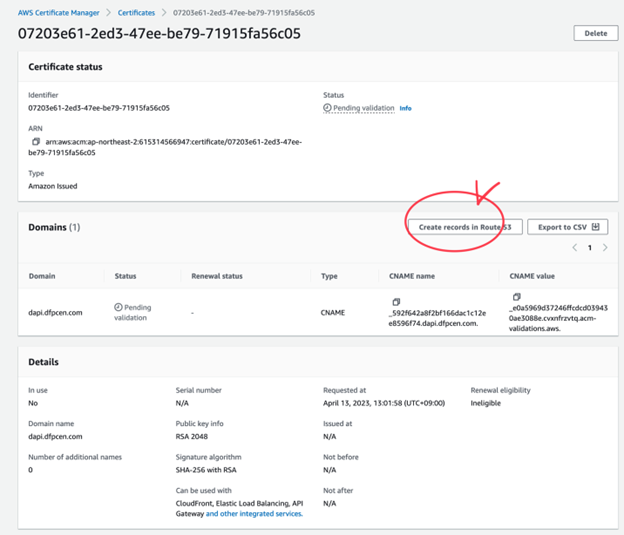 AWS Certificate Manager > Certificates > 07203e61-2ed3-47ee-be79-71915fa56c05
07203e61-2ed3-47ee-be79-71915fa56c05
Delete
Certificate status
Identifier
07203e61-2ed3-47ee-be79-71915fa56c05
Status
Pending validation Info
ARN
arn:aws:acm:ap-northeast-2:615314566947:certificate/07203e61-2ed3-47ee-
be79-71915fa56c05
Type
Amazon Issued
Domains (1)
Create records in Route 53
Export to CSV
< 1 >
Domain Status Renewal status Type CNAME name CNAME value
dapi.dfpcen.com
Pending
validation
-
CNAME
_592f642a8f2bf166dac1c12e
e8596f74.dapi.dfpcen.com.
_e0a5969d37246ffcdcd03943
0ae3088e.cvxnfrzvtq.acm-
validations.aws.
Details
In use
No
Serial number
N/A
Requested at
April 13, 2023, 13:01:58 (UTC+09:00)
Renewal eligibility
Ineligible
Domain name
dapi.dfpcen.com
Public key info
RSA 2048
Issued at
N/A
Number of additional names
0
Signature algorithm
SHA-256 with RSA
Not before
N/A
Can be used with
CloudFront, Elastic Load Balancing, API
Gateway and other integrated services.
Not after
N/A